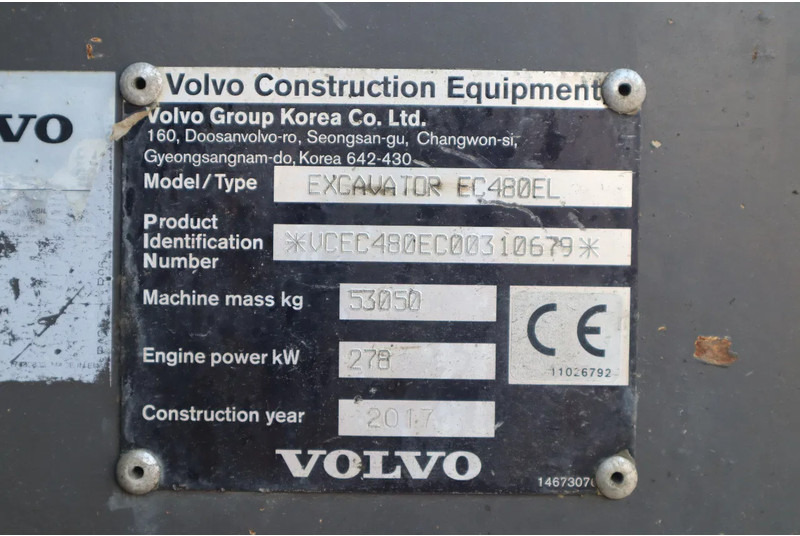 VO
Volvo Construction Equipment
Volvo Group Korea Co. Ltd.
160, Doosanvolvo-ro, Seongsan-gu, Changwon-si,
Gyeongsangnam-do, Korea 642-430
Model/Type EXCAVATOR EC480EL
Product
Identification *VCEC480EC00310679*
Number
Machine mass kg 53050
CE
Engine power kW 278
11026792
Construction year 2017
VOLVO
1467307